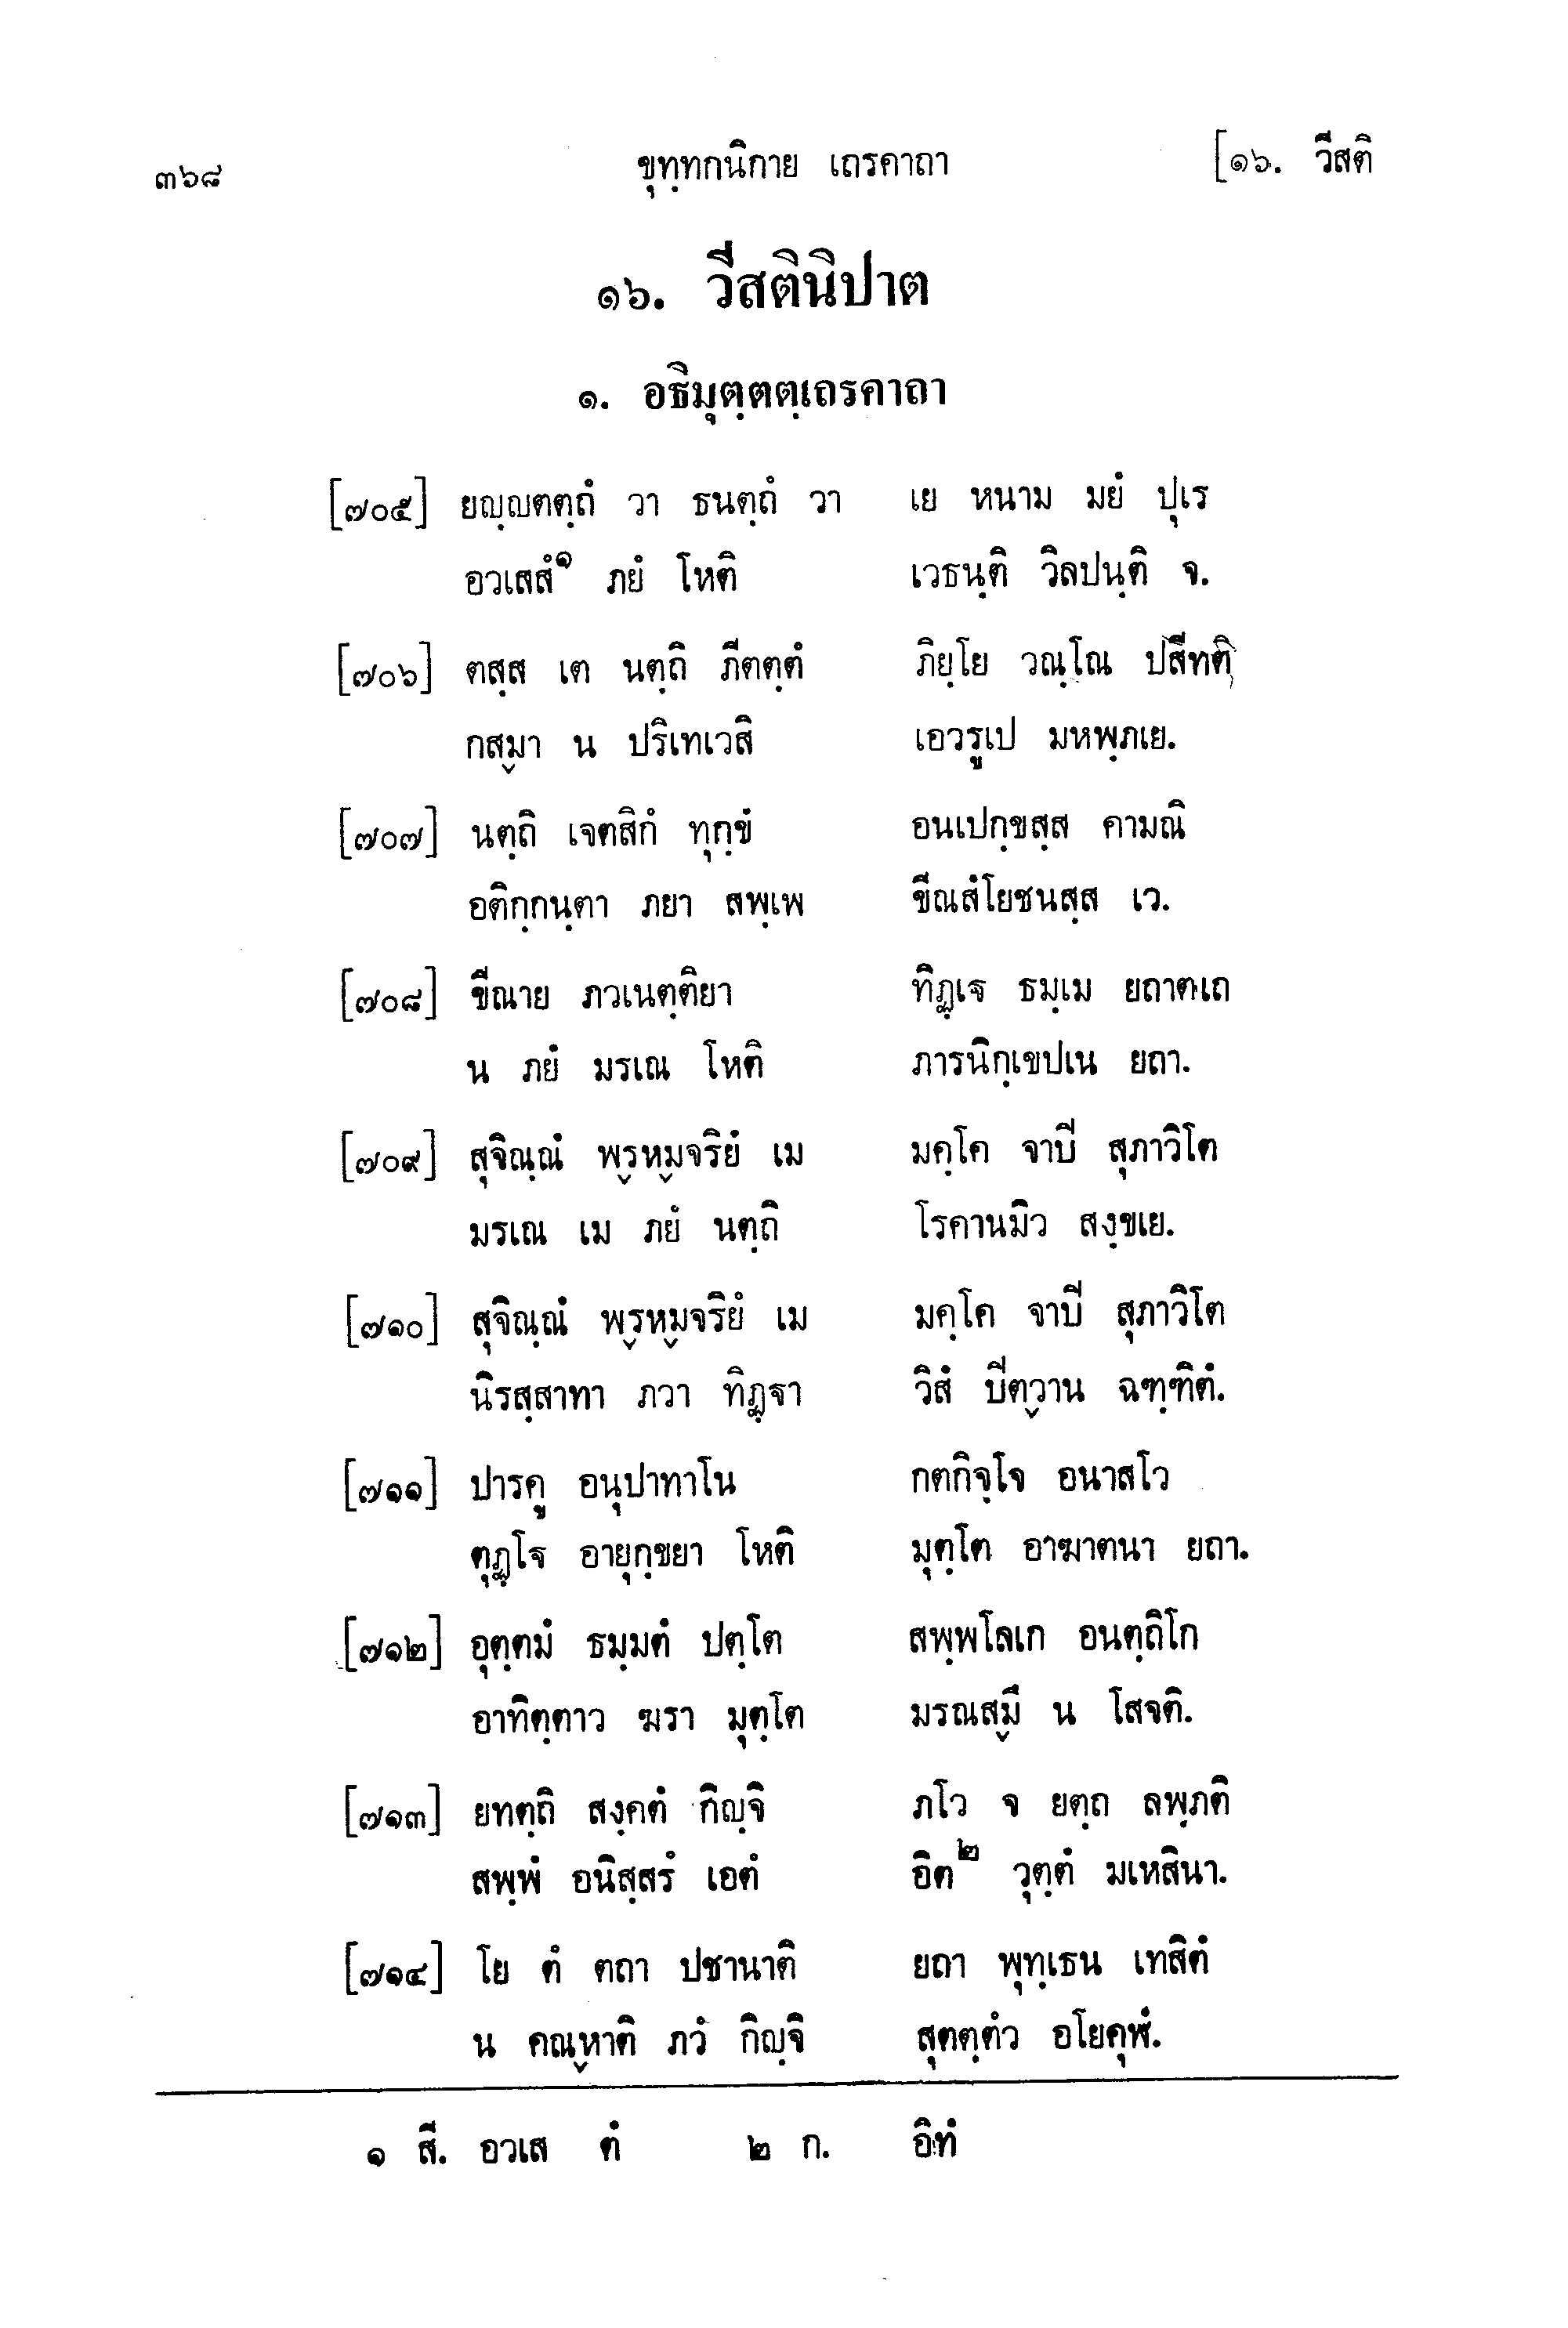 ๓๖๘ ขุทฺทกนิกาย เถรคาถา [๑๖. วีสติ
๑๖. วีสตินิปาต
๑. อธิมุตฺตตฺเถรคาถา
[๗๐๕] ยญฺญตฺถํ วา ธนตฺถํ วา เย หนาม มยํ ปุเร
อวเสสํ๑ ภยํ โหติ เวธนฺติ วิลปนฺติ จ.
[๗๐๖] ตสฺส เต นตฺถิ ภีตตฺตํ ภิยฺโย วณฺโณ ปสีทติ
กสฺมา น ปริเทเวสิ เอวรูเป มหพฺภเย.
[๗๐๗] นตฺถิ เจตสิกํ ทุกฺขํ อนเปกฺขสฺส คามณิ
อติกฺกนฺตา ภยา สพฺเพ ขีณสํโยชนสฺส เว.
[๗๐๘] ขีณาย ภวเนตฺติยา ทิฏฺเฐ ธมฺเม ยถาตเถ
น ภยํ มรเณ โหติ ภารนิกฺเขปเน ยถา.
[๗๐๙] สุจิณฺณํ พฺรหฺมจริยํ เม มคฺโค จาปิ สุภาวิโต
มรเณ เม ภยํ นตฺถิ โรคานมิว สงฺขเย.
[๗๑๐] สุจิณฺณํ พฺรหฺมจริยํ เม มคฺโค จาปิ สุภาวิโต
นิรสฺสาทา ภวา ทิฏฺฐา วิสํ ปีตฺวาน ฉฑฺฑิตํ.
[๗๑๑] ปารคู อนุปาทาโน กตกิจฺโจ อนาสโว
ตุฏฺโฐ อายุกฺขยา โหติ มุตฺโต อาฆาตนา ยถา.
[๗๑๒] อุตฺตมํ ธมฺมตํ ปตฺโต สพฺพโลเก อนตฺถิโก
อาทิตฺตาว ฆรา มุตฺโต มรณสฺมึ น โสจติ.
[๗๑๓] ยทตฺถิ สงฺคตํ กิญฺจิ ภโว จ ยตฺถ ลพฺภติ
สพฺพํ อนิสฺสรํ เอตํ อิต๒ วุตฺตํ มเหสินา.
[๗๑๔] โย ตํ ตถา ปชานาติ ยถา พุทฺเธน เทสิตํ
น คณฺหาติ ภวํ กิญฺจิ สุตตฺตํว อโยคุฬํ.
๑ สี. อวเส ตํ ๒ ก. อิทํ